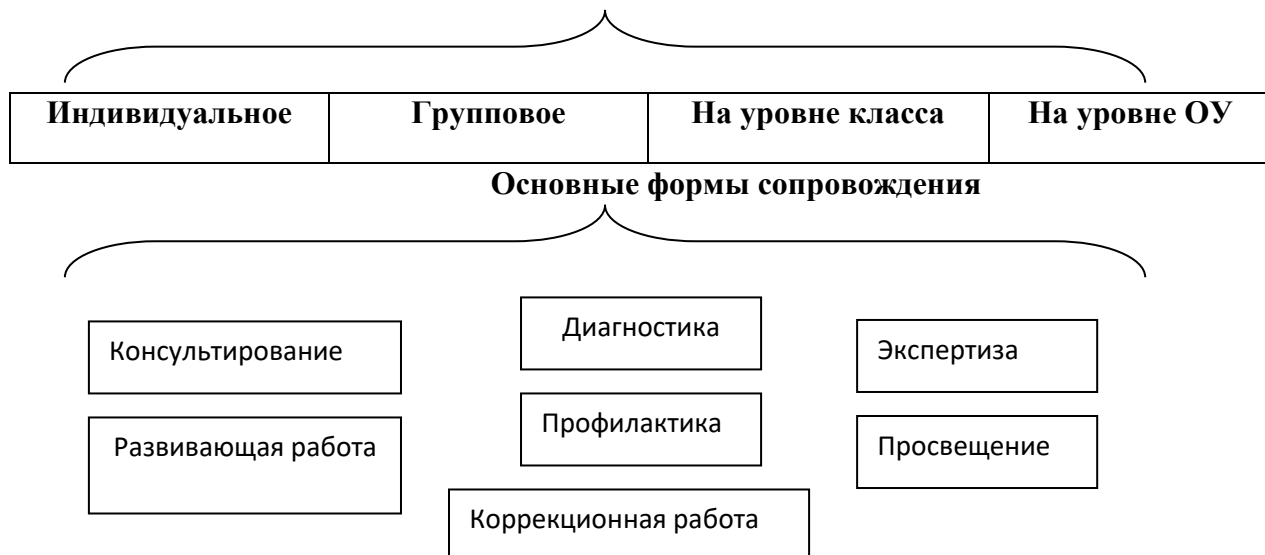 Индивидуальное
Групповое
На уровне класса
На уровне ОУ
Основные формы сопровождения
Консультирование
Диагностика
Экспертиза
Развивающая работа
Профилактика
Просвещение
Коррекционная работа